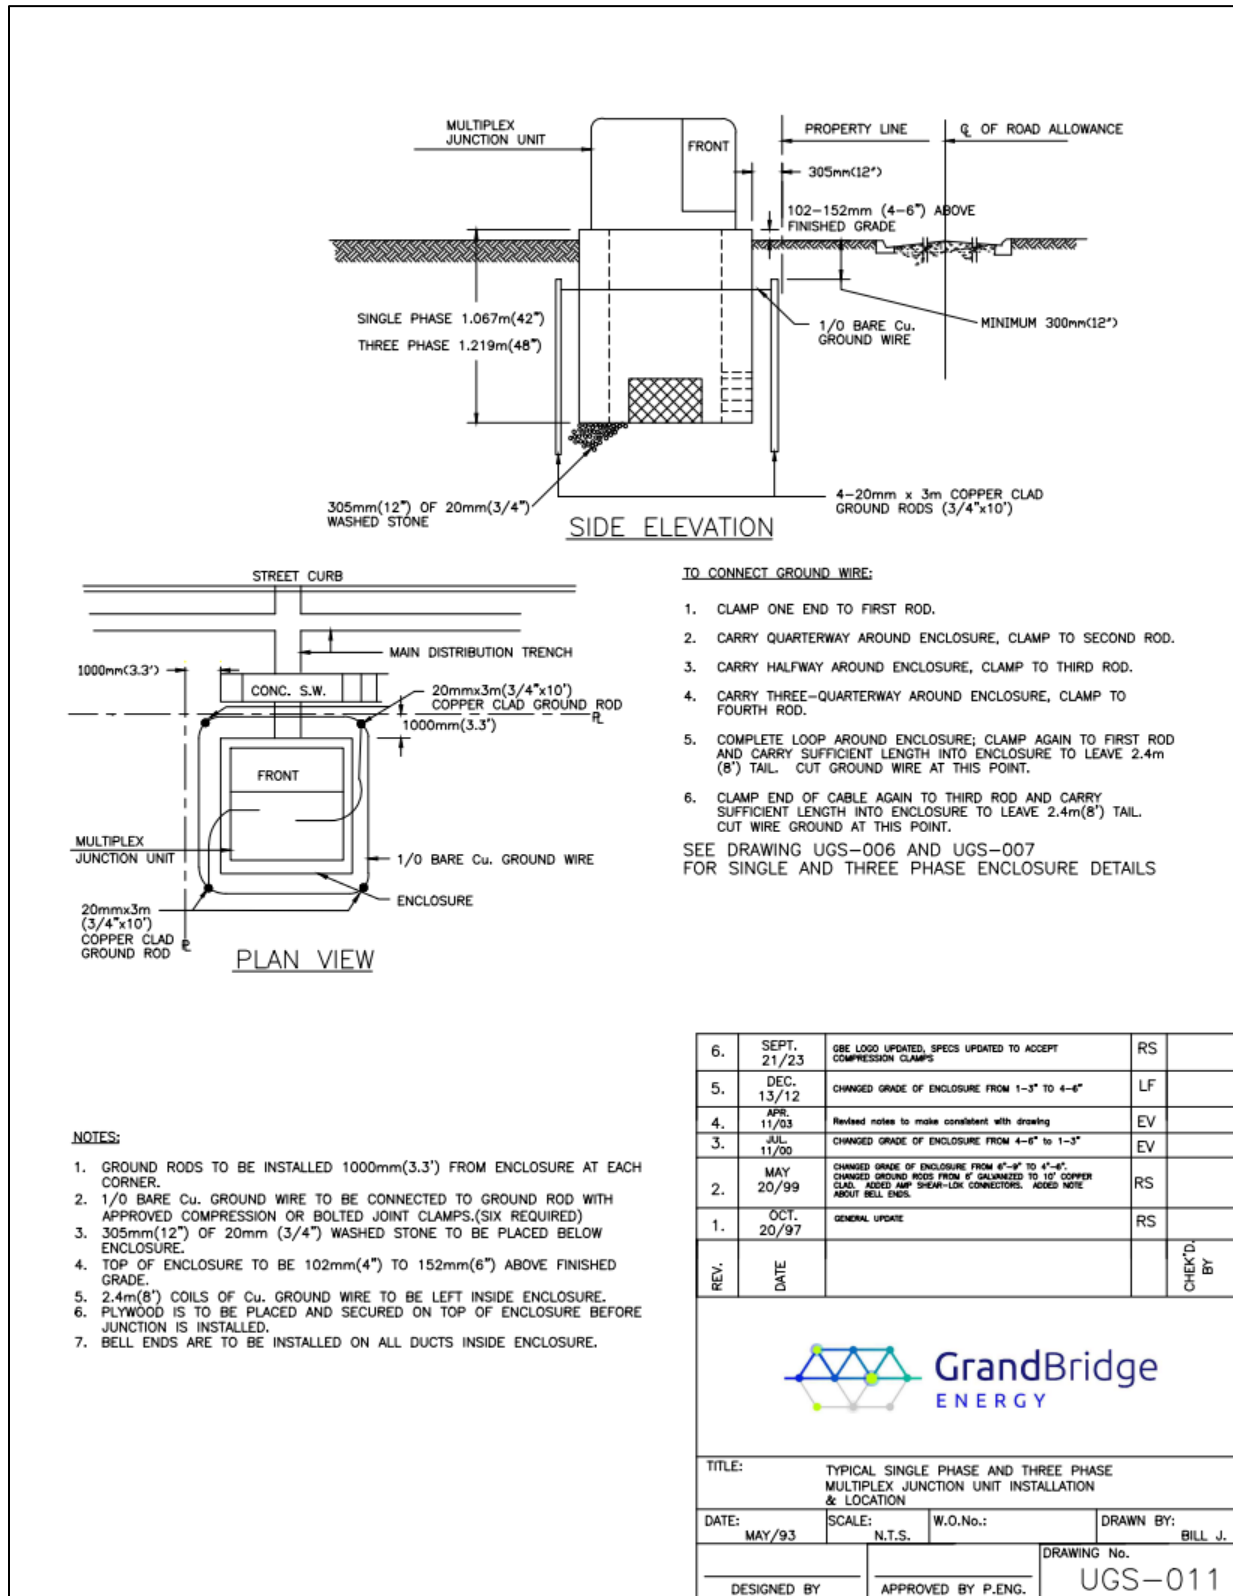 MULTIPLEX
JUNCTION UNIT
FRONT
PROPERTY LINE
℄ OF ROAD ALLOWANCE
305mm(12")
102-152mm (4-6") ABOVE
FINISHED GRADE
SINGLE PHASE 1.067m(42")
THREE PHASE 1.219m(48")
1/0 BARE Cu.
GROUND WIRE
MINIMUM 300mm(12")
305mm(12") OF 20mm(3/4")
WASHED STONE
4-20mm x 3m COPPER CLAD
GROUND RODS (3/4"x10')
SIDE ELEVATION
STREET CURB
MAIN DISTRIBUTION TRENCH
1000mm(3.3')
CONC. S.W.
20mmx3m(3/4"x10')
COPPER CLAD GROUND ROD
PL
1000mm(3.3')
FRONT
MULTIPLEX
JUNCTION UNIT
1/0 BARE Cu. GROUND WIRE
ENCLOSURE
20mmx3m
(3/4"x10')
COPPER CLAD
GROUND ROD
PL
PLAN VIEW
TO CONNECT GROUND WIRE:
1. CLAMP ONE END TO FIRST ROD.
2. CARRY QUARTERWAY AROUND ENCLOSURE, CLAMP TO SECOND ROD.
3. CARRY HALFWAY AROUND ENCLOSURE, CLAMP TO THIRD ROD.
4. CARRY THREE-QUARTERWAY AROUND ENCLOSURE, CLAMP TO
FOURTH ROD.
5. COMPLETE LOOP AROUND ENCLOSURE; CLAMP AGAIN TO FIRST ROD
AND CARRY SUFFICIENT LENGTH INTO ENCLOSURE TO LEAVE 2.4m
(8') TAIL. CUT GROUND WIRE AT THIS POINT.
6. CLAMP END OF CABLE AGAIN TO THIRD ROD AND CARRY
SUFFICIENT LENGTH INTO ENCLOSURE TO LEAVE 2.4m(8') TAIL.
CUT WIRE GROUND AT THIS POINT.
SEE DRAWING UGS-006 AND UGS-007
FOR SINGLE AND THREE PHASE ENCLOSURE DETAILS
NOTES:
1. GROUND RODS TO BE INSTALLED 1000mm(3.3') FROM ENCLOSURE AT EACH
CORNER.
2. 1/0 BARE Cu. GROUND WIRE TO BE CONNECTED TO GROUND ROD WITH
APPROVED COMPRESSION OR BOLTED JOINT CLAMPS.(SIX REQUIRED)
3. 305mm(12") OF 20mm (3/4") WASHED STONE TO BE PLACED BELOW
ENCLOSURE.
4. TOP OF ENCLOSURE TO BE 102mm(4") TO 152mm(6") ABOVE FINISHED
GRADE.
5. 2.4m(8') COILS OF Cu. GROUND WIRE TO BE LEFT INSIDE ENCLOSURE.
6. PLYWOOD IS TO BE PLACED AND SECURED ON TOP OF ENCLOSURE BEFORE
JUNCTION IS INSTALLED.
7. BELL ENDS ARE TO BE INSTALLED ON ALL DUCTS INSIDE ENCLOSURE.
6. SEPT. 21/23 GBE LOGO UPDATED, SPECS UPDATED TO ACCEPT RS
COMPRESSION CLAMPS
5. DEC. 13/12 CHANGED GRADE OF ENCLOSURE FROM 1-3" TO 4-6" LF
4. APR. 11/03 Revised notes to make consistent with drawing EV
3. JUL. 11/00 CHANGED GRADE OF ENCLOSURE FROM 4-6" to 1-3" EV
2. MAY 20/99 CHANGED GRADE OF ENCLOSURE FROM 6"-9" TO 4"-6". RS
CHANGED GROUND RODS FROM 8' GALVANIZED TO 10' COPPER
CLAD. ADDED AMP SHEAR-LOK CONNECTORS. ADDED NOTE
ABOUT BELL ENDS.
1. OCT. 20/97 GENERAL UPDATE RS
REV. DATE CHEK'D. BY
GrandBridge
ENERGY
TITLE: TYPICAL SINGLE PHASE AND THREE PHASE
MULTIPLEX JUNCTION UNIT INSTALLATION
& LOCATION
DATE: MAY/93 SCALE: N.T.S. W.O.No.: DRAWN BY: BILL J.
DESIGNED BY APPROVED BY P.ENG. DRAWING No. UGS-011